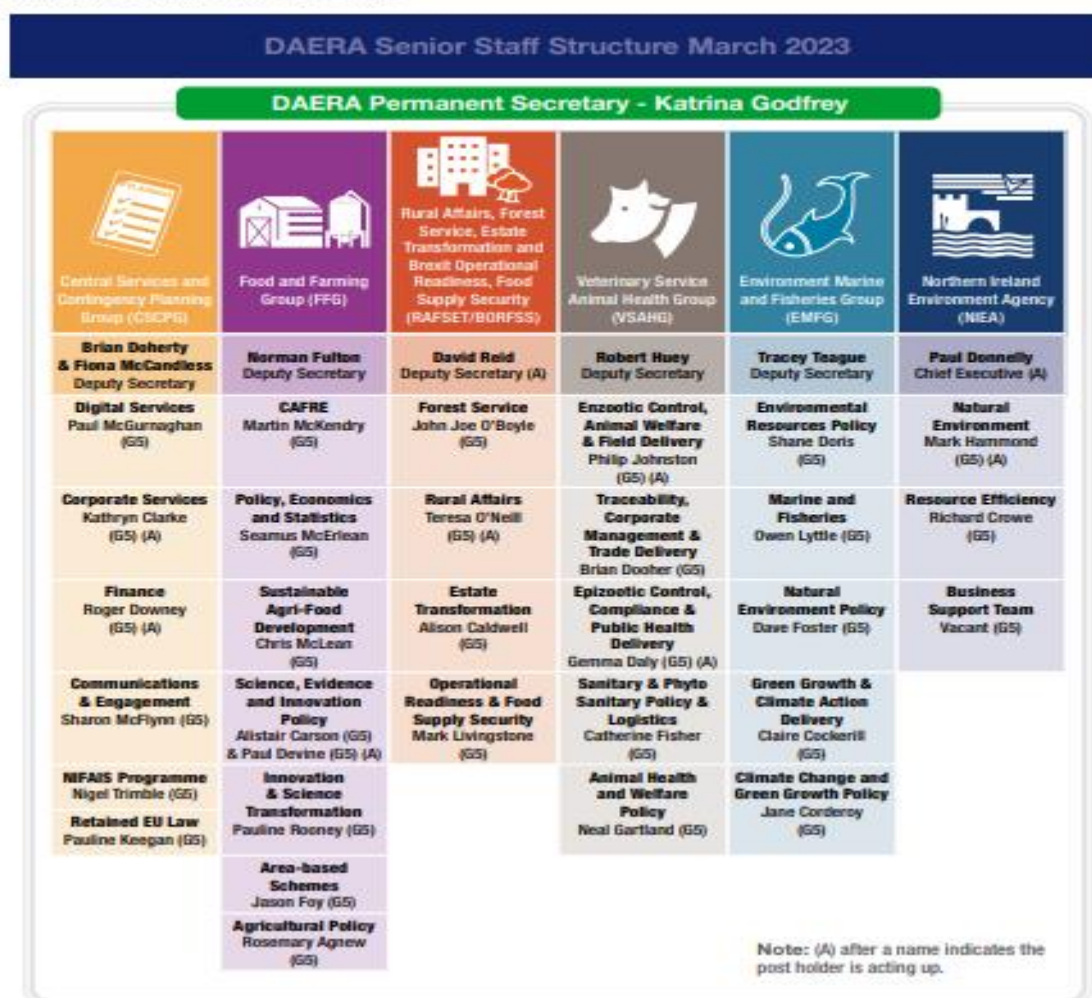 DAERA Senior Staff Structure March 2023
DAERA Permanent Secretary - Katrina Godfrey
Central Services and
Contingency Planning
Group (CSCPG)
Brian Doherty
& Fiona McCandless
Deputy Secretary
Digital Services
Paul McGurnaghan
(G5)
Corporate Services
Kathryn Clarke
(G5) (A)
Finance
Roger Downey
(G5) (A)
Communications
& Engagement
Sharon McFlynn (G5)
NIFAIS Programme
Nigel Trimble (G5)
Retained EU Law
Pauline Keegan (G5)
Food and Farming
Group (FFG)
Norman Fulton
Deputy Secretary
CAFRE
Martin McKendry
(G5)
Policy, Economics
and Statistics
Seamus McErlean
(G5)
Sustainable
Agri-Food
Development
Chris McLean
(G5)
Science, Evidence
and Innovation
Policy
Alistair Carson (G5)
& Paul Devine (G5) (A)
Innovation
& Science
Transformation
Pauline Rooney (G5)
Area-based
Schemes
Jason Foy (G5)
Agricultural Policy
Rosemary Agnew
(G5)
Rural Affairs, Forest
Service, Estate
Transformation and
Brexit Operational
Readiness, Food
Supply Security
(RAFSET/BORFSS)
David Reid
Deputy Secretary (A)
Forest Service
John Joe O'Boyle
(G5)
Rural Affairs
Teresa O'Neill
(G5) (A)
Estate
Transformation
Alison Caldwell
(G5)
Operational
Readiness & Food
Supply Security
Mark Livingstone
(G5)
Veterinary Service
Animal Health Group
(VSAHG)
Robert Huey
Deputy Secretary
Enzootic Control,
Animal Welfare
& Field Delivery
Philip Johnston
(G5) (A)
Traceability,
Corporate
Management &
Trade Delivery
Brian Dooher (G5)
Epizootic Control,
Compliance &
Public Health
Delivery
Gemma Daly (G5) (A)
Sanitary & Phyto
Sanitary Policy &
Logistics
Catherine Fisher
(G5)
Animal Health
and Welfare
Policy
Neal Gartland (G5)
Environment Marine
and Fisheries Group
(EMFG)
Tracey Teague
Deputy Secretary
Environmental
Resources Policy
Shane Doris
(G5)
Marine and
Fisheries
Owen Lyttle (G5)
Natural
Environment Policy
Dave Foster (G5)
Green Growth &
Climate Action
Delivery
Claire Cockerill
(G5)
Climate Change and
Green Growth Policy
Jane Corderoy
(G5)
Northern Ireland
Environment Agency
(NIEA)
Paul Donnelly
Chief Executive (A)
Natural
Environment
Mark Hammond
(G5) (A)
Resource Efficiency
Richard Crowe
(G5)
Business
Support Team
Vacant (G5)
Note: (A) after a name indicates the
post holder is acting up.